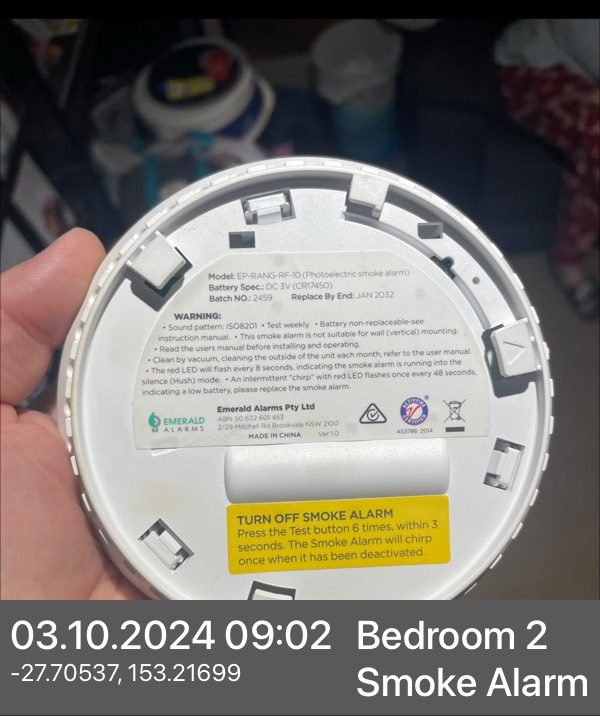 Model: EP-RANG-RF-10 (Photoelectric smoke alarm)
Battery Spec.: DC 3V (CR17450)
Batch NO.: 2459 Replace By End: JAN 2032
WARNING:
• Sound pattern: ISO8201 • Test weekly. • Battery non-replaceable-see
instruction manual. • This smoke alarm is not suitable for wall (vertical) mounting.
• Read the users manual before installing and operating.
• Clean by vacuum, cleaning the outside of the unit each month, refer to the user manual.
• The red LED will flash every 8 seconds, indicating the smoke alarm is running into the
silence (Hush) mode. • An intermittent "chirp" with red LED flashes once every 48 seconds,
indicating a low battery, please replace the smoke alarm.
EMERALD
ALARMS
Emerald Alarms Pty Ltd
ABN 50 632 601 453
2/29 Mitchell Rd,Brookvale NSW 2100
MADE IN CHINA Ver:1.0
AS3786: 2014
TURN OFF SMOKE ALARM
Press the Test button 6 times, within 3
seconds. The Smoke Alarm will chirp
once when it has been deactivated.
03.10.2024 09:02
-27.70537, 153.21699
Bedroom 2
Smoke Alarm